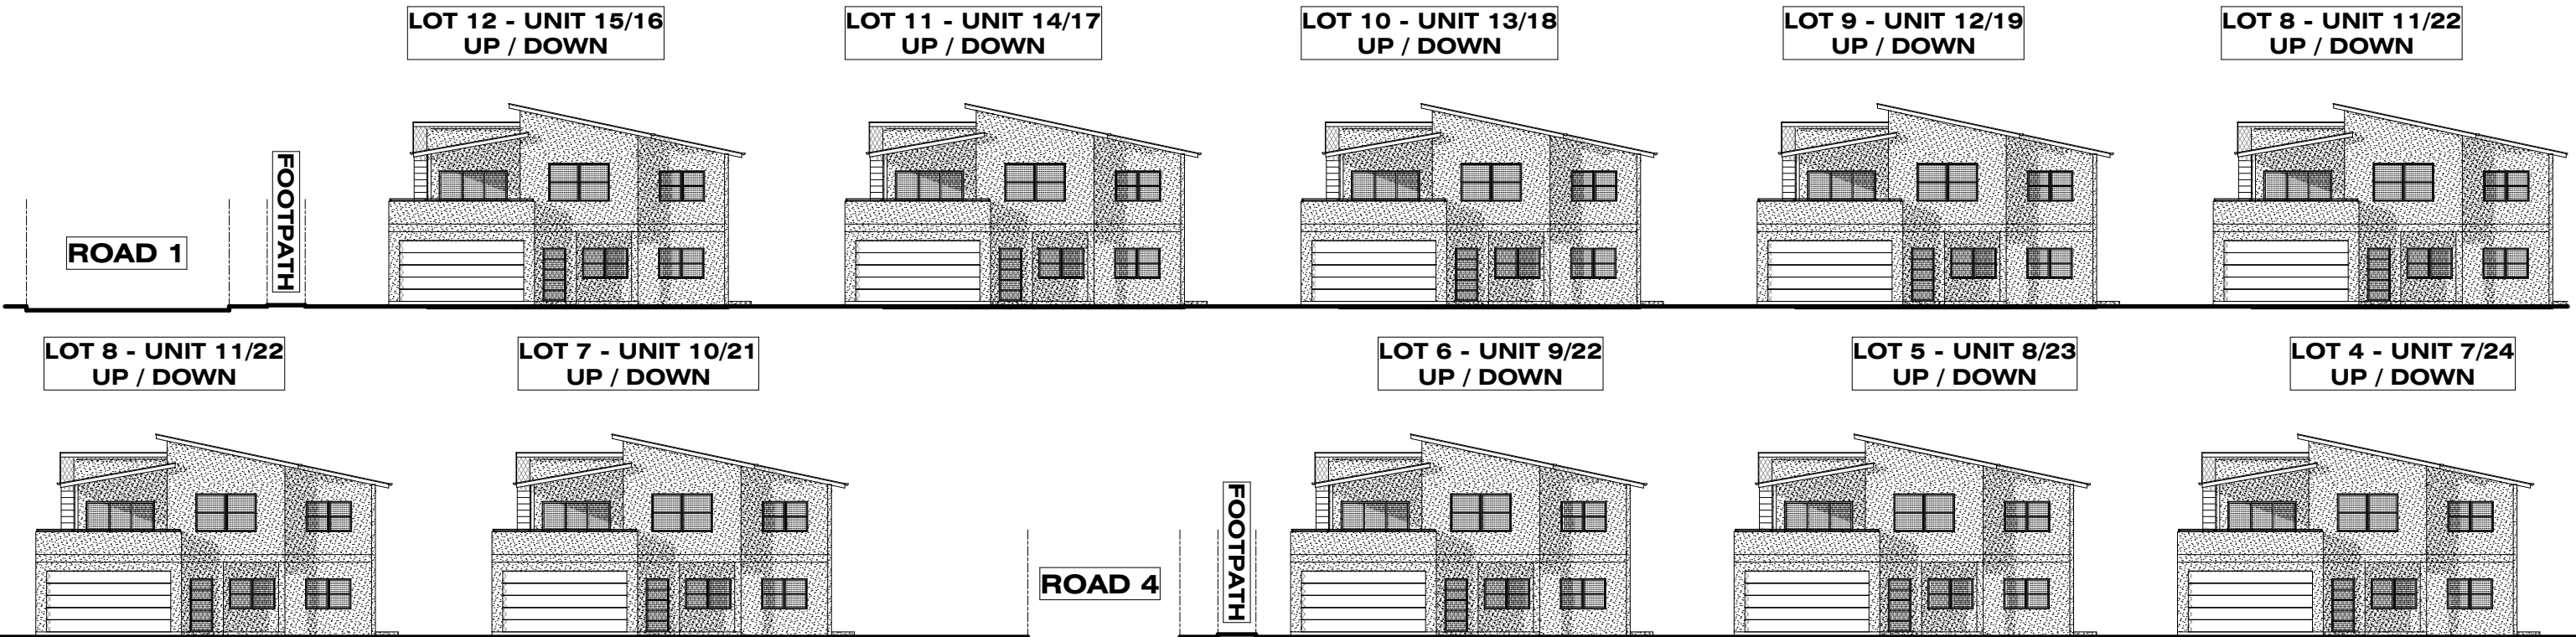 LOT 12 - UNIT 15/16
UP / DOWN
LOT 11 - UNIT 14/17
UP / DOWN
LOT 10 - UNIT 13/18
UP / DOWN
LOT 9 - UNIT 12/19
UP / DOWN
LOT 8 - UNIT 11/22
UP / DOWN
ROAD 1
FOOTPATH
LOT 8 - UNIT 11/22
UP / DOWN
LOT 7 - UNIT 10/21
UP / DOWN
LOT 6 - UNIT 9/22
UP / DOWN
LOT 5 - UNIT 8/23
UP / DOWN
LOT 4 - UNIT 7/24
UP / DOWN
ROAD 4
FOOTPATH